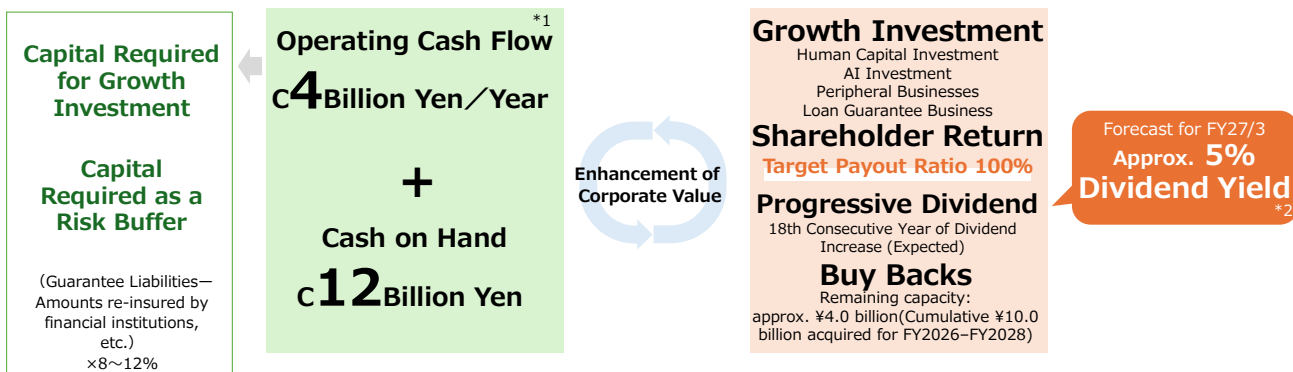 Capital Required
for Growth
Investment
Capital
Required as a
Risk Buffer
（Guarantee Liabilities－
Amounts re-insured by
financial institutions,
etc.）
×8～12%
*1
Operating Cash Flow
C4Billion Yen／Year
+
Cash on Hand
C12Billion Yen
Enhancement of
Corporate Value
Growth Investment
Human Capital Investment
AI Investment
Peripheral Businesses
Loan Guarantee Business
Shareholder Return
Target Payout Ratio 100%
Progressive Dividend
18th Consecutive Year of Dividend
Increase (Expected)
Buy Backs
Remaining capacity:
approx. ¥4.0 billion(Cumulative ¥10.0
billion acquired for FY2026–FY2028)
Forecast for FY27/3
Approx. 5%
Dividend Yield
*2